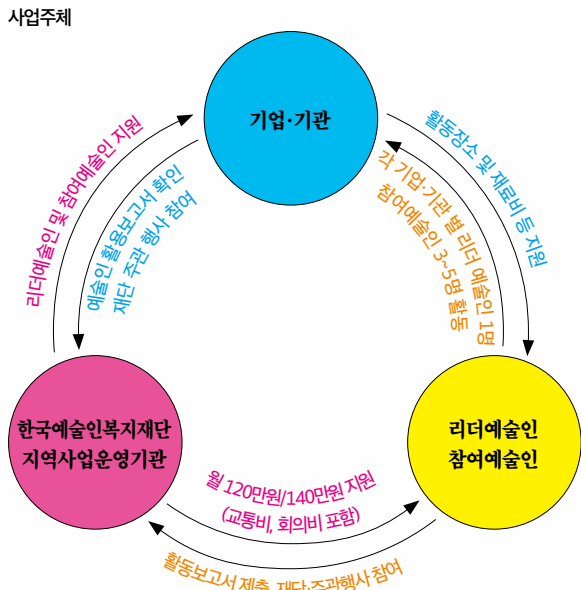 사업주체
기업·기관
리더예술인 및 참여예술인 지원
예술인 활용보고서 확인
재단 주관 행사 참여
활동장소 및 재료비 등 지원
각 기업·기관 별 리더 예술인 1명
참여예술인 3~5명 활동
한국예술인복지재단
지역사업운영기관
리더예술인
참여예술인
월 120만원/140만원 지원
(교통비, 회의비 포함)
활동보고서 제출, 재단·주관행사 참여